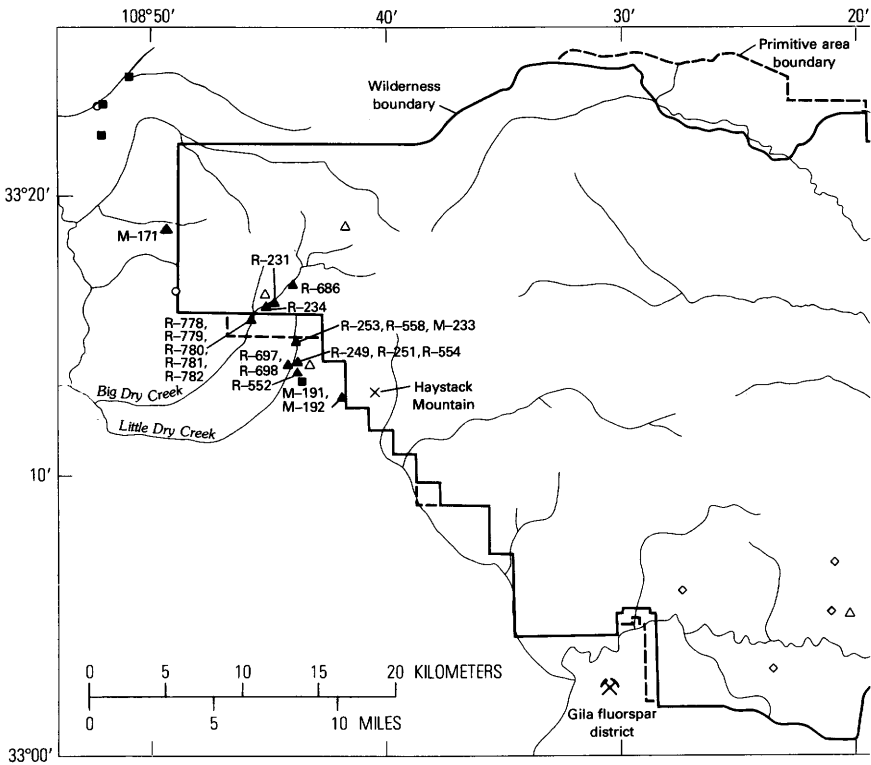 108°50′ 40′ 30′ 20′
Primitive area
boundary
Wilderness
boundary
33°20′
M–171
R–231
R–686
R–234
R–778,
R–779,
R–780,
R–781,
R–782
R–253, R–558, M–233
R–249, R–251, R–554
R–697,
R–698
R–552
M–191,
M–192
Haystack
Mountain
Big Dry Creek
Little Dry Creek
10′
0 5 10 15 20 KILOMETERS
0 5 10 MILES
Gila fluorspar
district
33°00′